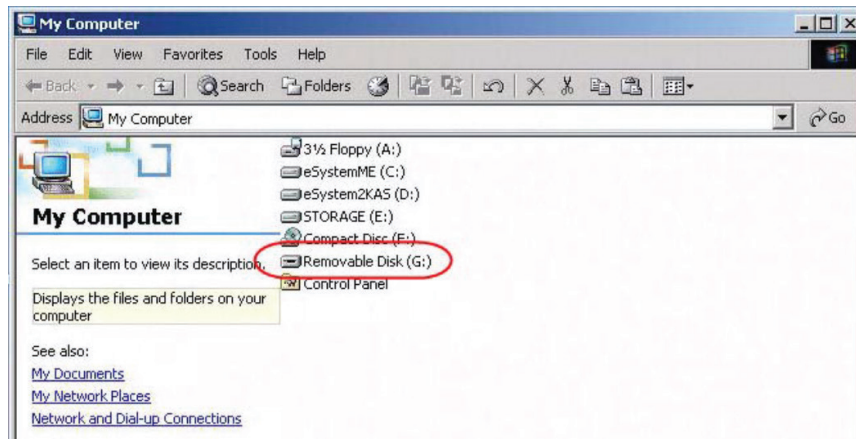 My Computer
File Edit View Favorites Tools Help
Back Search Folders
Address My Computer Go
3½ Floppy (A:)
eSystemME (C:)
eSystem2KAS (D:)
My Computer
STORAGE (E:)
Compact Disc (F:)
Select an item to view its description.
Removable Disk (G:)
Control Panel
Displays the files and folders on your
computer
See also:
My Documents
My Network Places
Network and Dial-up Connections